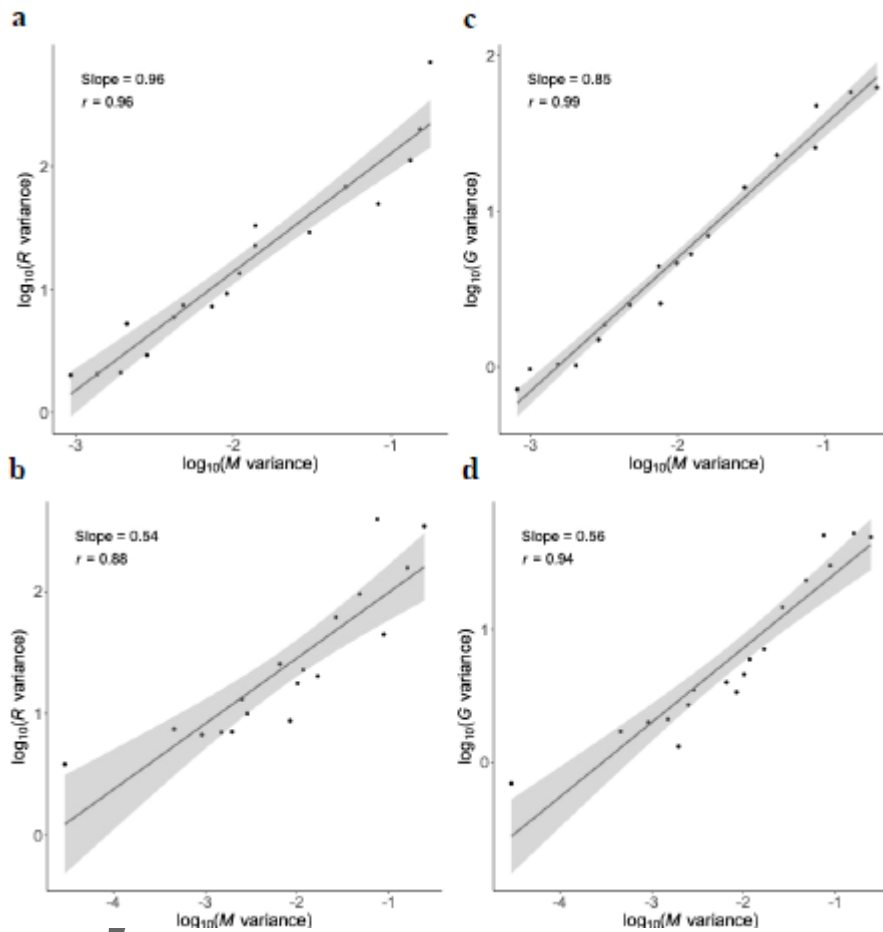 a
Slope = 0.96
r = 0.96
2
1
0
log10(R variance)
-3
-2
-1
log10(M variance)
c
Slope = 0.85
r = 0.99
2
1
0
log10(G variance)
-3
-2
-1
log10(M variance)
b
Slope = 0.54
r = 0.88
2
1
0
log10(R variance)
-4
-3
-2
-1
log10(M variance)
d
Slope = 0.56
r = 0.94
1
0
log10(G variance)
-4
-3
-2
-1
log10(M variance)